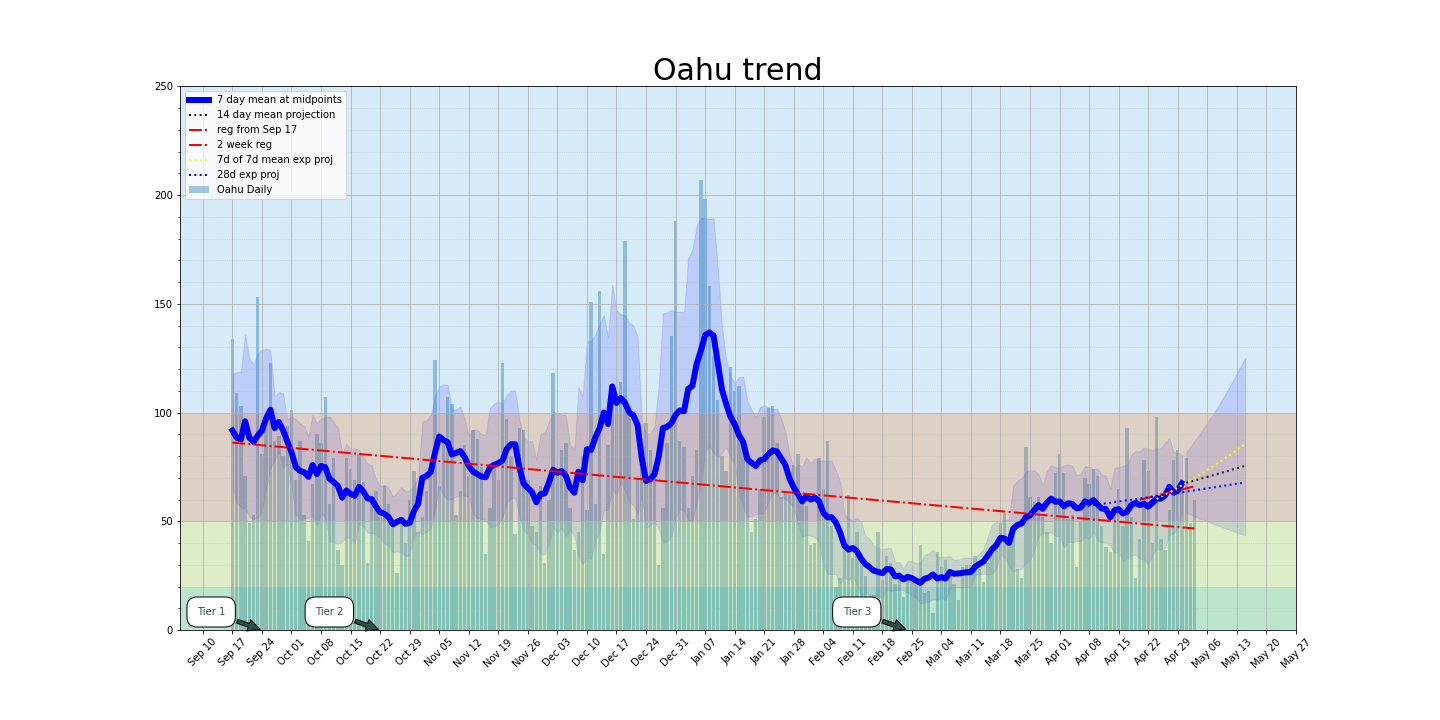 Oahu trend
250
200
150
100
50
0
7 day mean at midpoints
14 day mean projection
reg from Sep 17
2 week reg
7d of 7d mean exp proj
28d exp proj
Oahu Daily
Tier 1
Tier 2
Tier 3
Sep 10
Sep 17
Sep 24
Oct 01
Oct 08
Oct 15
Oct 22
Oct 29
Nov 05
Nov 12
Nov 19
Nov 26
Dec 03
Dec 10
Dec 17
Dec 24
Dec 31
Jan 07
Jan 14
Jan 21
Jan 28
Feb 04
Feb 11
Feb 18
Feb 25
Mar 04
Mar 11
Mar 18
Mar 25
Apr 01
Apr 08
Apr 15
Apr 22
Apr 29
May 06
May 13
May 20
May 27